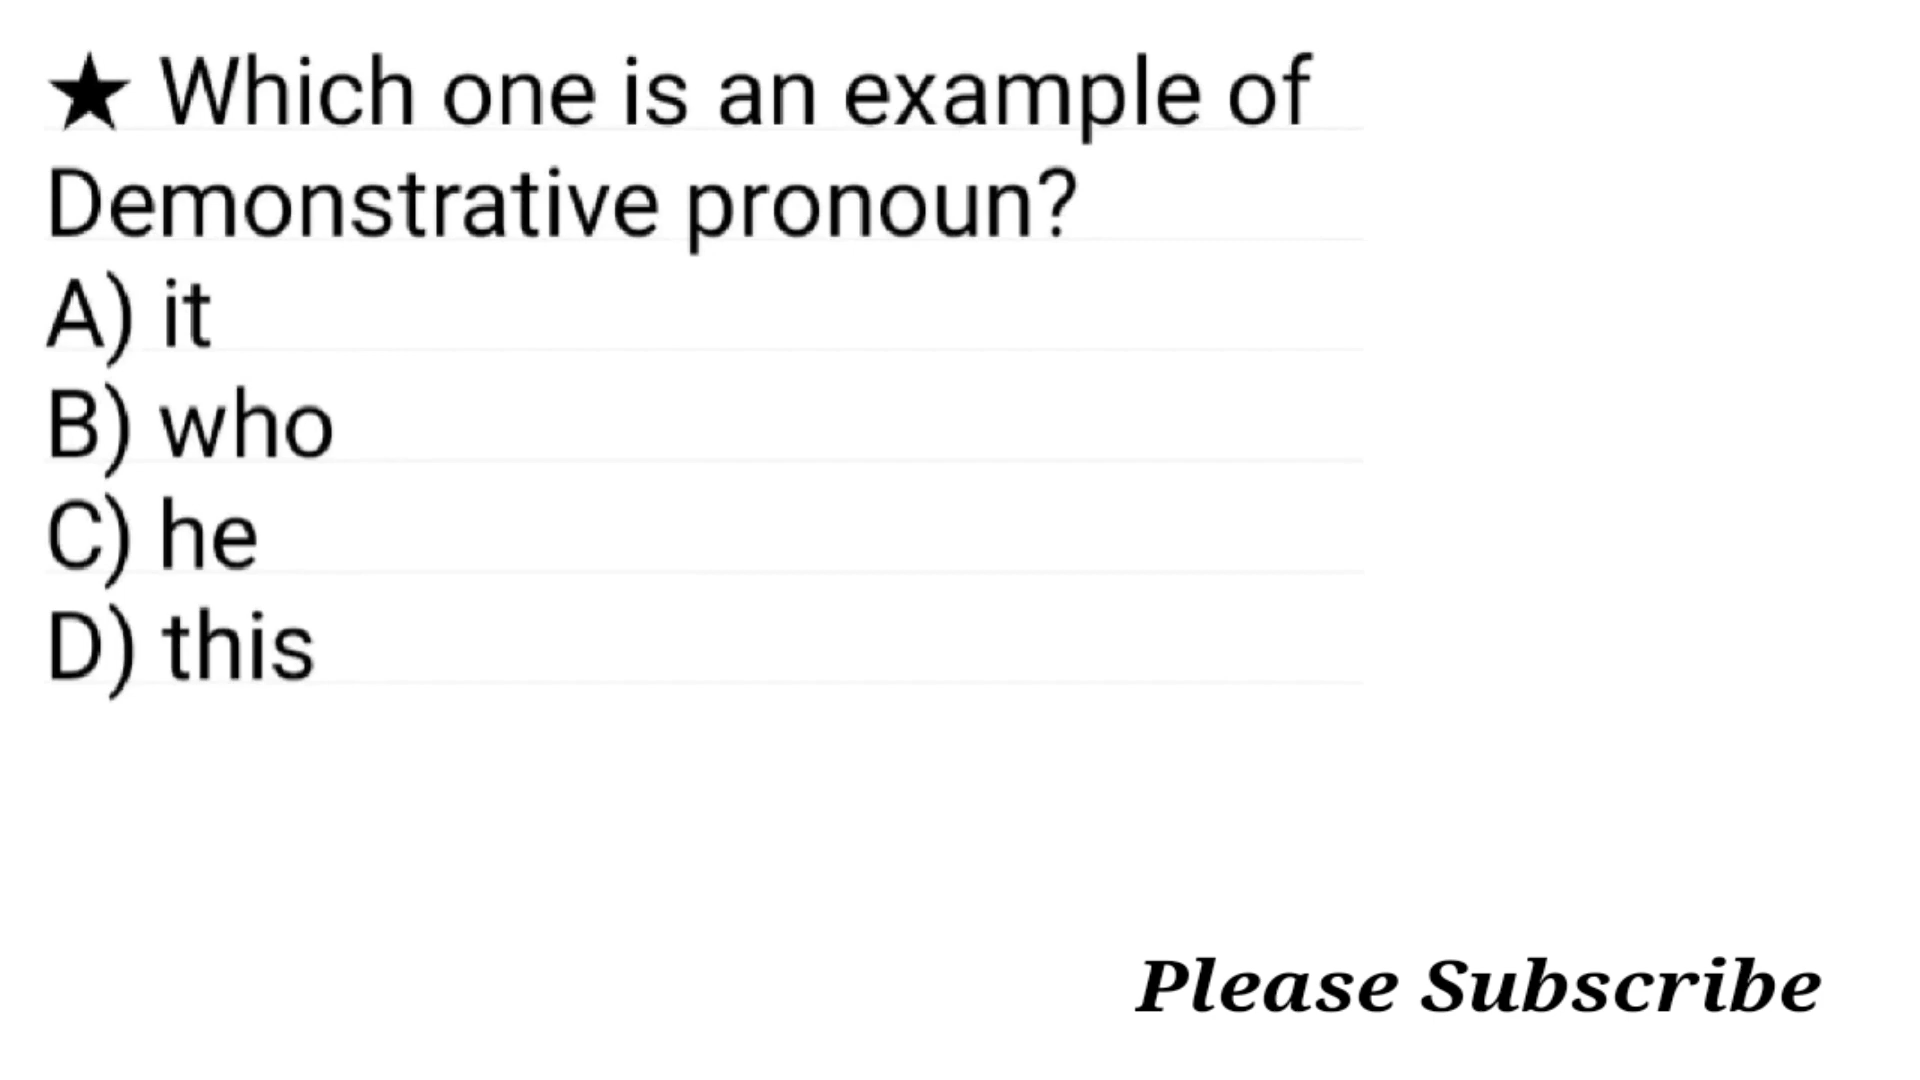 ★ Which one is an example of
Demonstrative pronoun?
A) it
B) who
C) he
D) this
Please Subscribe